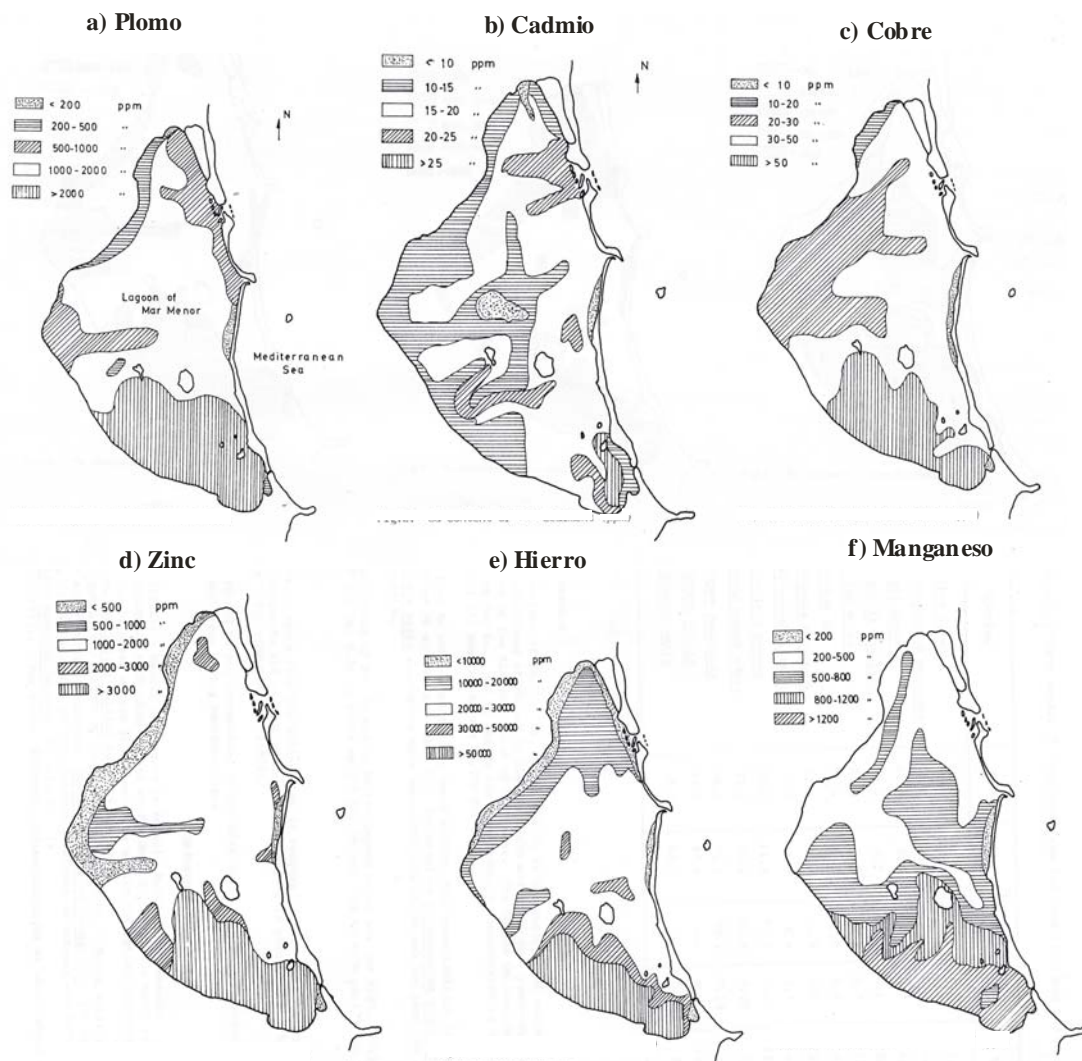 a) Plomo
< 200 ppm
200-500 ,,
500-1000 ,,
1000-2000 ,,
>2000 ,,
N
Lagoon of
Mar Menor
Mediterranean
Sea
b) Cadmio
< 10 ppm
10-15 ,,
15-20 ,,
20-25 ,,
>25 ,,
N
c) Cobre
< 10 ppm
10-20 ,,
20-30 ,,
30-50 ,,
> 50 ,,
d) Zinc
< 500 ppm
500-1000 ,,
1000-2000 ,,
2000-3000 ,,
> 3000 ,,
e) Hierro
<10000 ppm
10000-20000 ,,
20000-30000 ,,
30000-50000 ,,
>50000 ,,
f) Manganeso
<200 ppm
200-500 ,,
500-800 ,,
800-1200 ,,
>1200 ,,